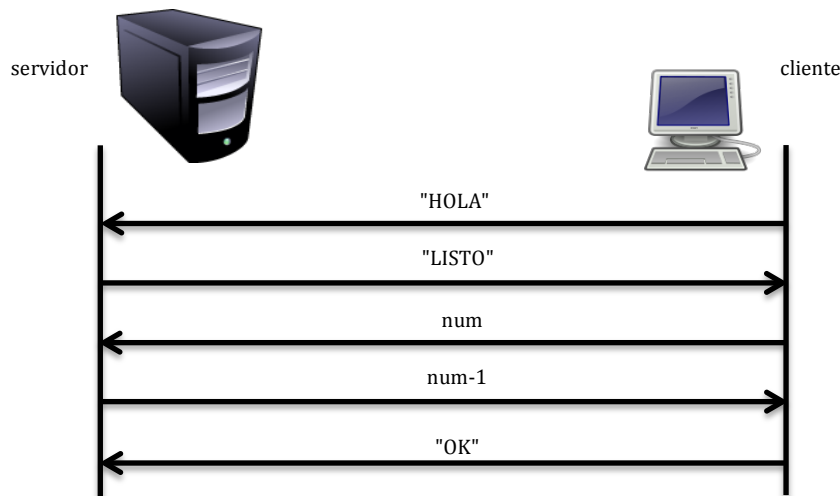 servidor
cliente
"HOLA"
"LISTO"
num
num-1
"OK"